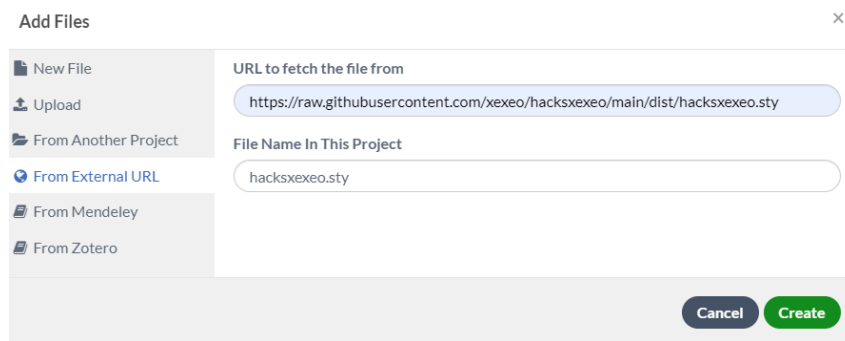 Add Files
×
New File
Upload
From Another Project
From External URL
From Mendeley
From Zotero
URL to fetch the file from
https://raw.githubusercontent.com/xexeo/hacksxexeo/main/dist/hacksxexeo.sty
File Name In This Project
hacksxexeo.sty
Cancel
Create